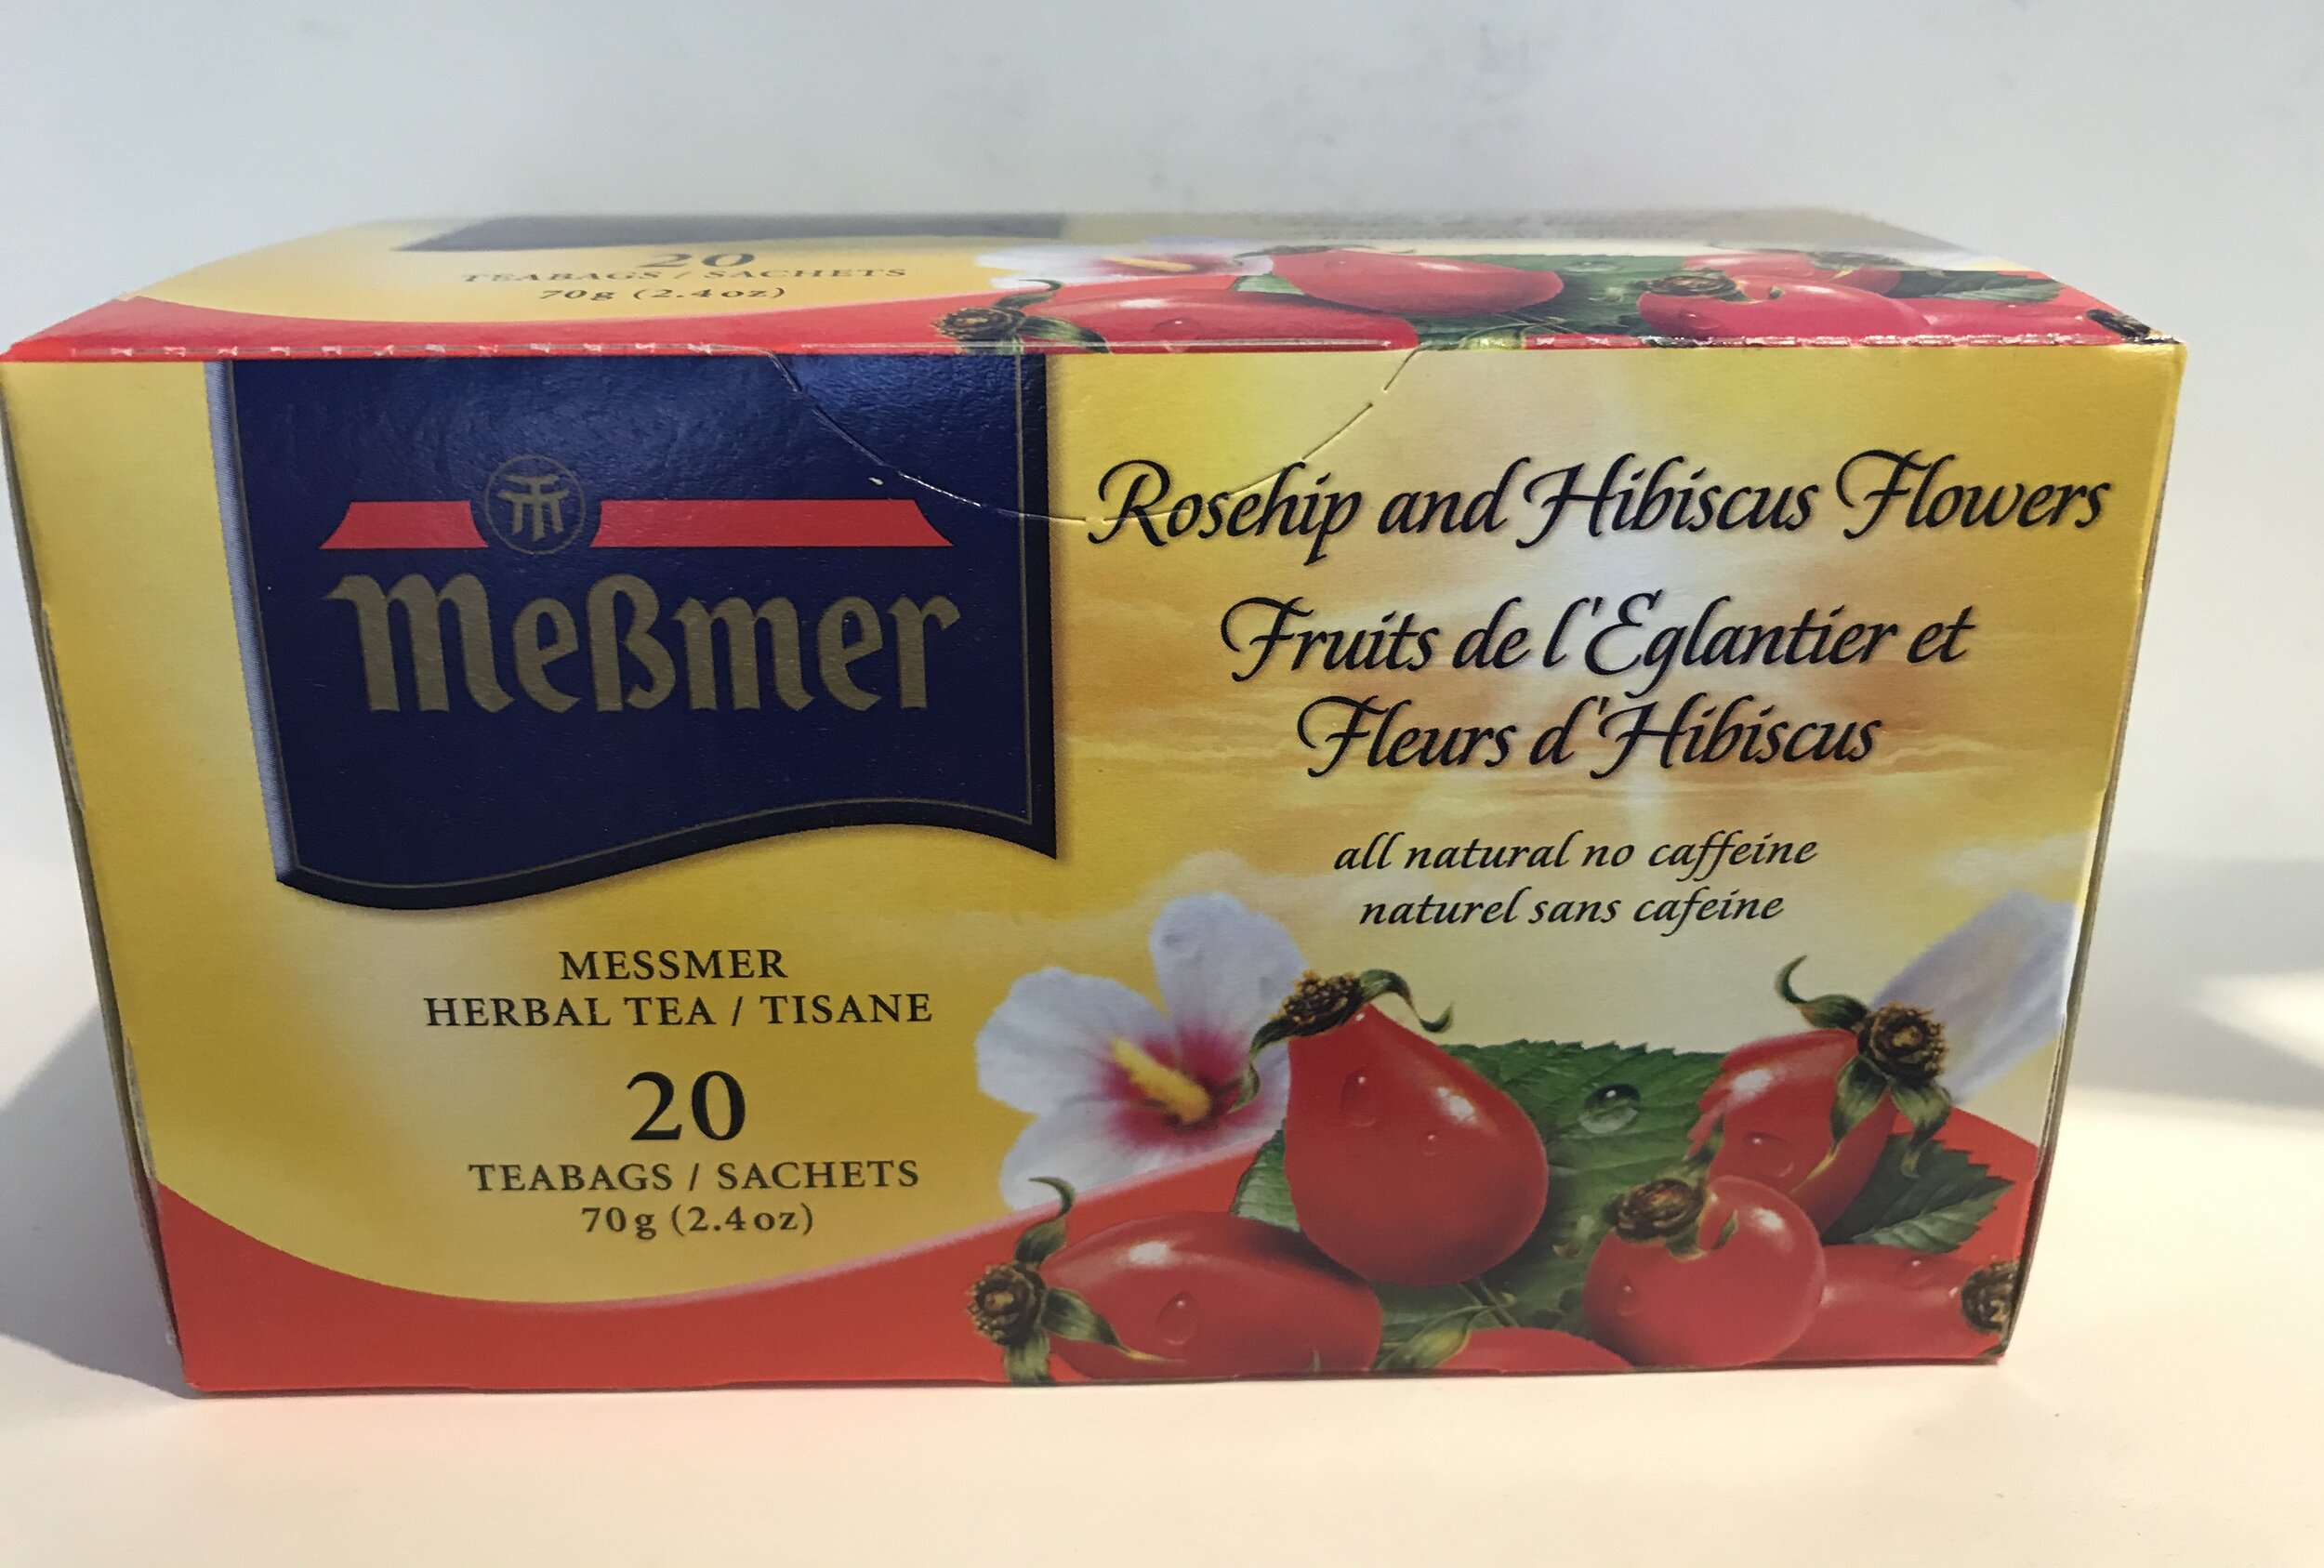 20
TEABAGS / SACHETS
70g (2.4oz)
Meßmer
Rosehip and Hibiscus Flowers
Fruits de l'Eglantier et
Fleurs d'Hibiscus
all natural no caffeine
naturel sans cafeine
MESSMER
HERBAL TEA / TISANE
20
TEABAGS / SACHETS
70g (2.4oz)